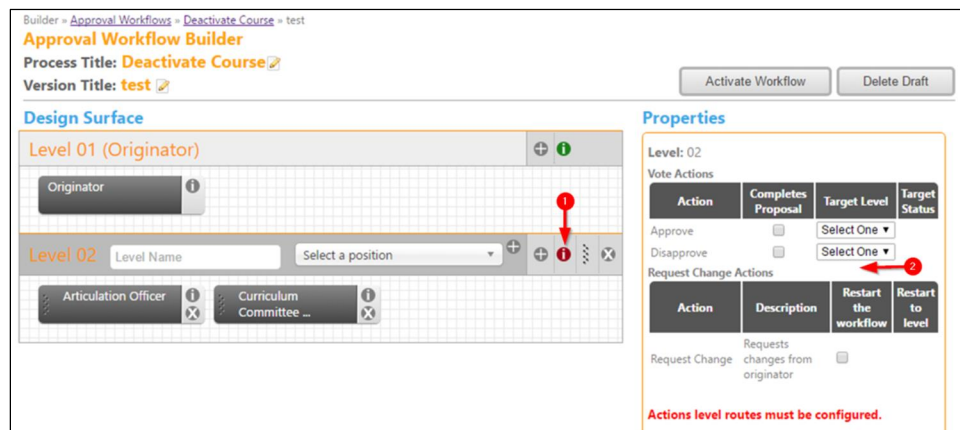 Builder » Approval Workflows » Deactivate Course » test
Approval Workflow Builder
Process Title: Deactivate Course
Version Title: test
Activate Workflow
Delete Draft
Design Surface
Level 01 (Originator)
Originator
1
Level 02
Level Name
Select a position
Articulation Officer
Curriculum
Committee ...
Properties
Level: 02
Vote Actions
Action
Completes
Proposal
Target Level
Target
Status
Approve
Select One
Disapprove
Select One
2
Request Change Actions
Action
Description
Restart
the
workflow
Restart
to
level
Request Change
Requests
changes from
originator
Actions level routes must be configured.